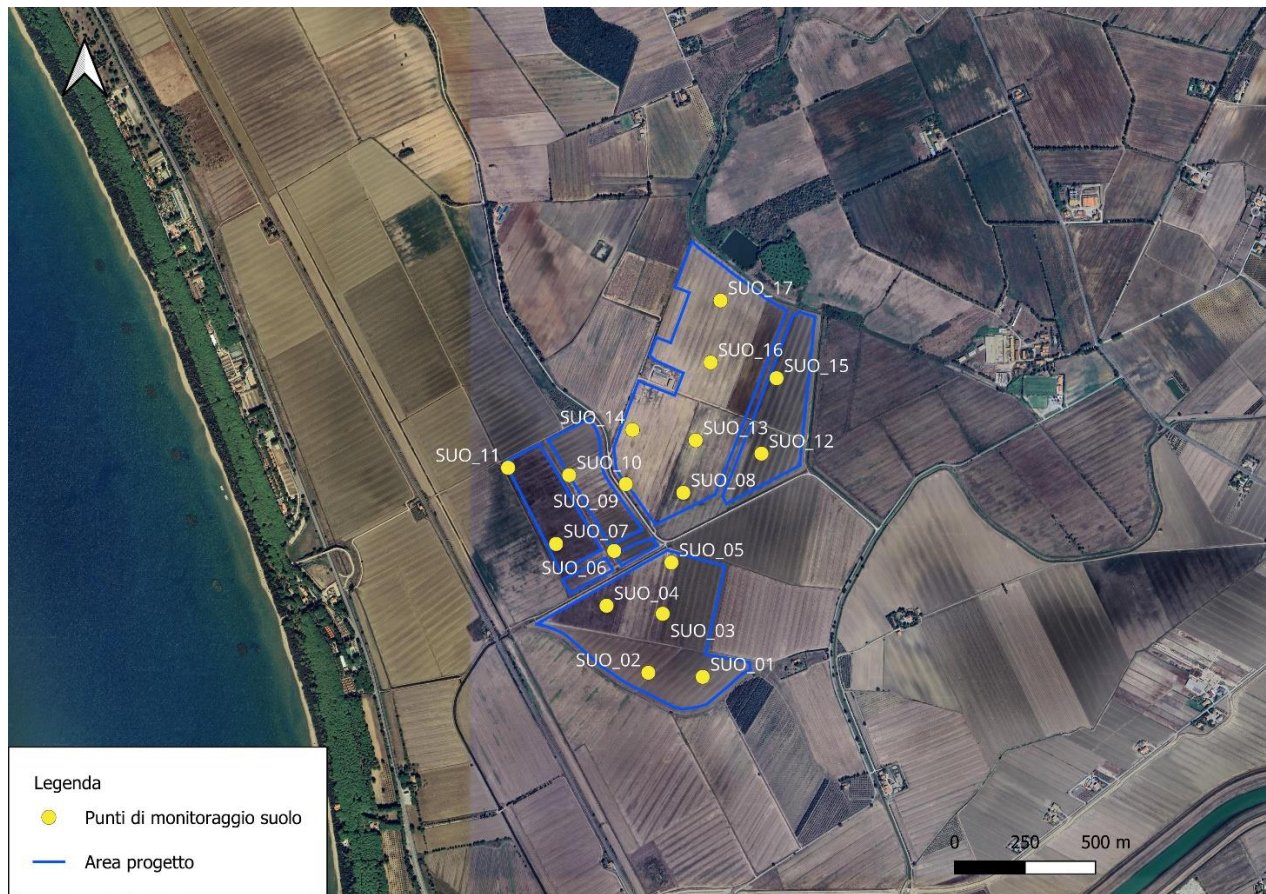 SUO_17
SUO_16
SUO_15
SUO_14
SUO_13
SUO_12
SUO_11
SUO_10
SUO_09
SUO_08
SUO_07
SUO_06
SUO_05
SUO_04
SUO_03
SUO_02
SUO_01
Legenda
Punti di monitoraggio suolo
Area progetto
0 250 500 m